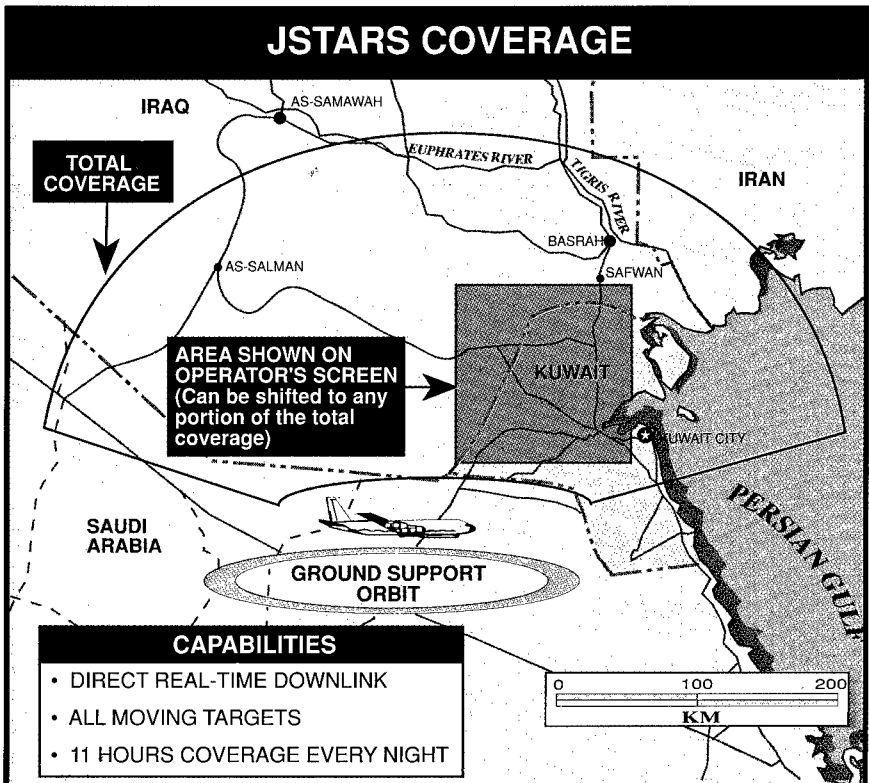 JSTARS COVERAGE
IRAQ
AS-SAMAWAH
TOTAL
COVERAGE
EUPHRATES RIVER
TIGRIS RIVER
IRAN
BASRAH
AS-SALMAN
SAFWAN
AREA SHOWN ON
OPERATOR'S SCREEN
(Can be shifted to any
portion of the total
coverage)
KUWAIT
KUWAIT CITY
PERSIAN GULF
SAUDI
ARABIA
GROUND SUPPORT
ORBIT
CAPABILITIES
• DIRECT REAL-TIME DOWNLINK
• ALL MOVING TARGETS
• 11 HOURS COVERAGE EVERY NIGHT
0 100 200
KM